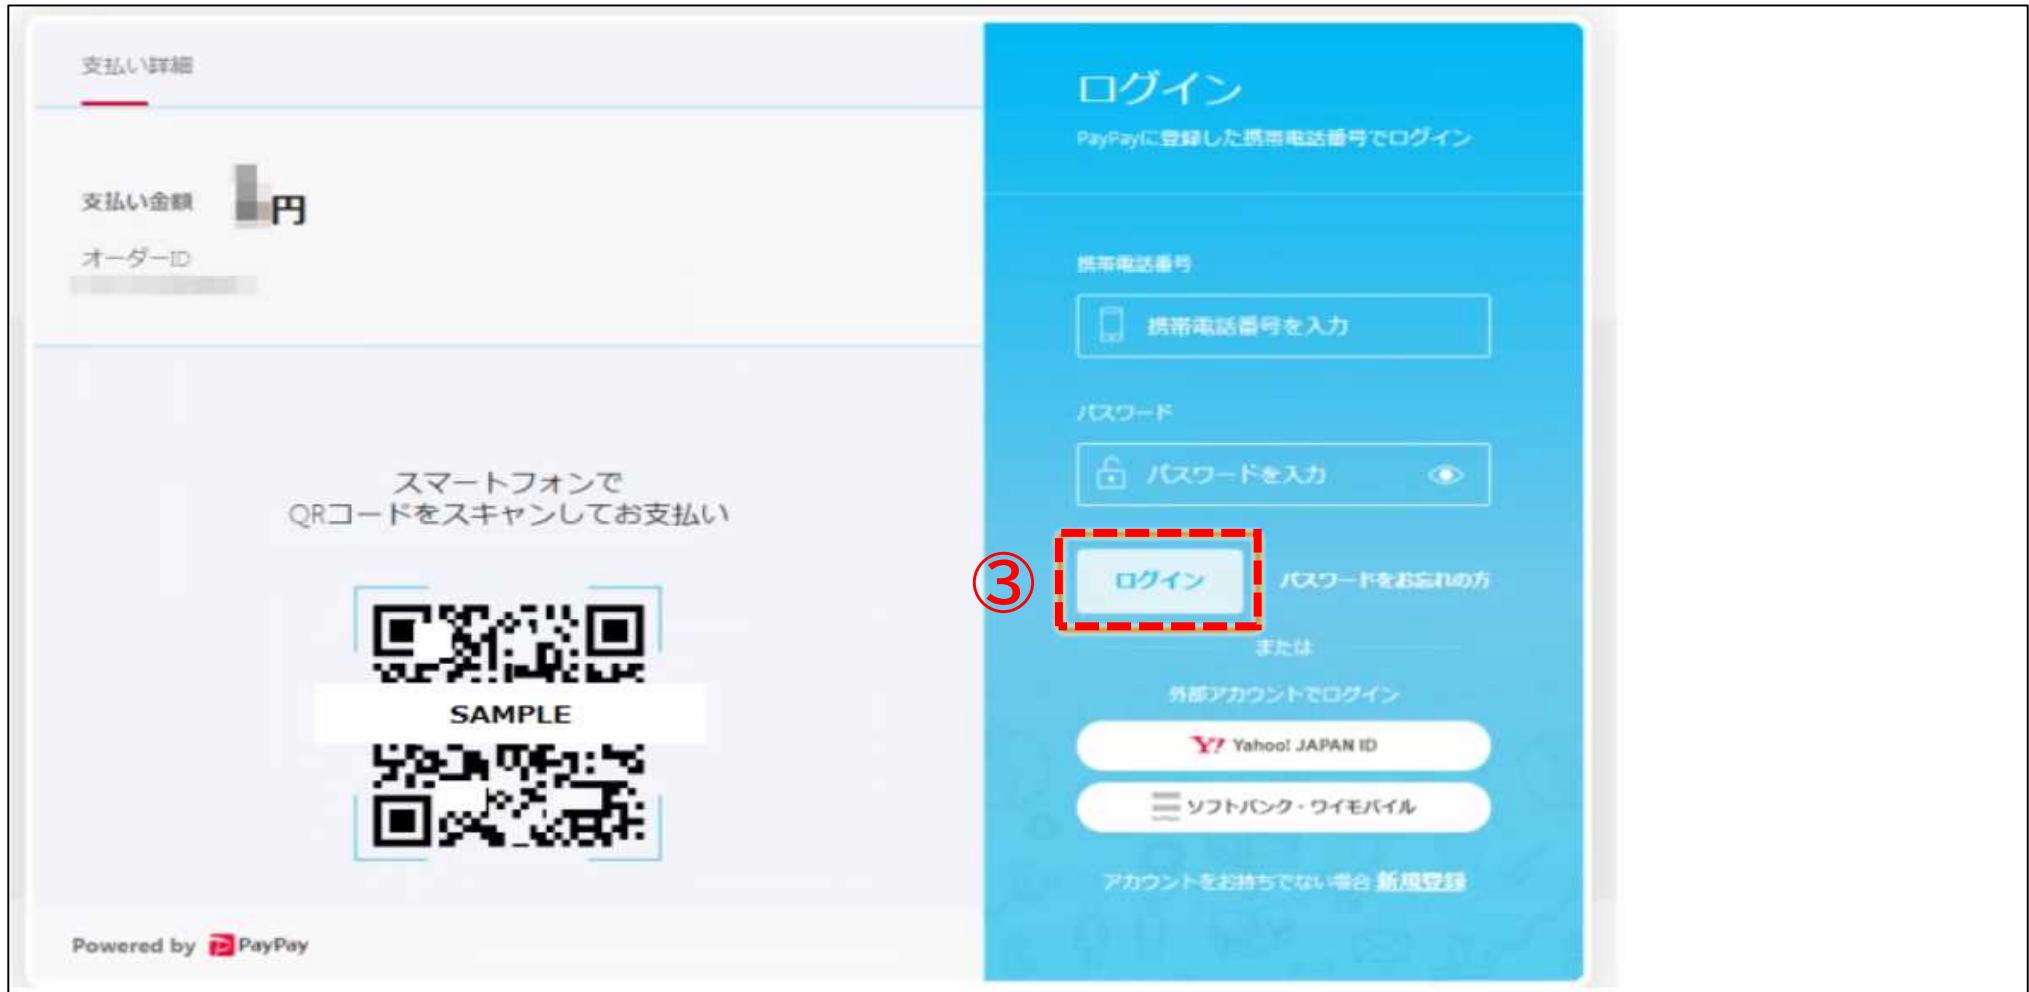 支払い詳細
支払い金額 円
オーダーID
スマートフォンで
QRコードをスキャンしてお支払い
SAMPLE
Powered by PayPay
ログイン
PayPayに登録した携帯電話番号でログイン
携帯電話番号
携帯電話番号を入力
パスワード
パスワードを入力
③
ログイン パスワードをお忘れの方
または
外部アカウントでログイン
Y! Yahoo! JAPAN ID
ソフトバンク・ワイモバイル
アカウントをお持ちでない場合 新規登録